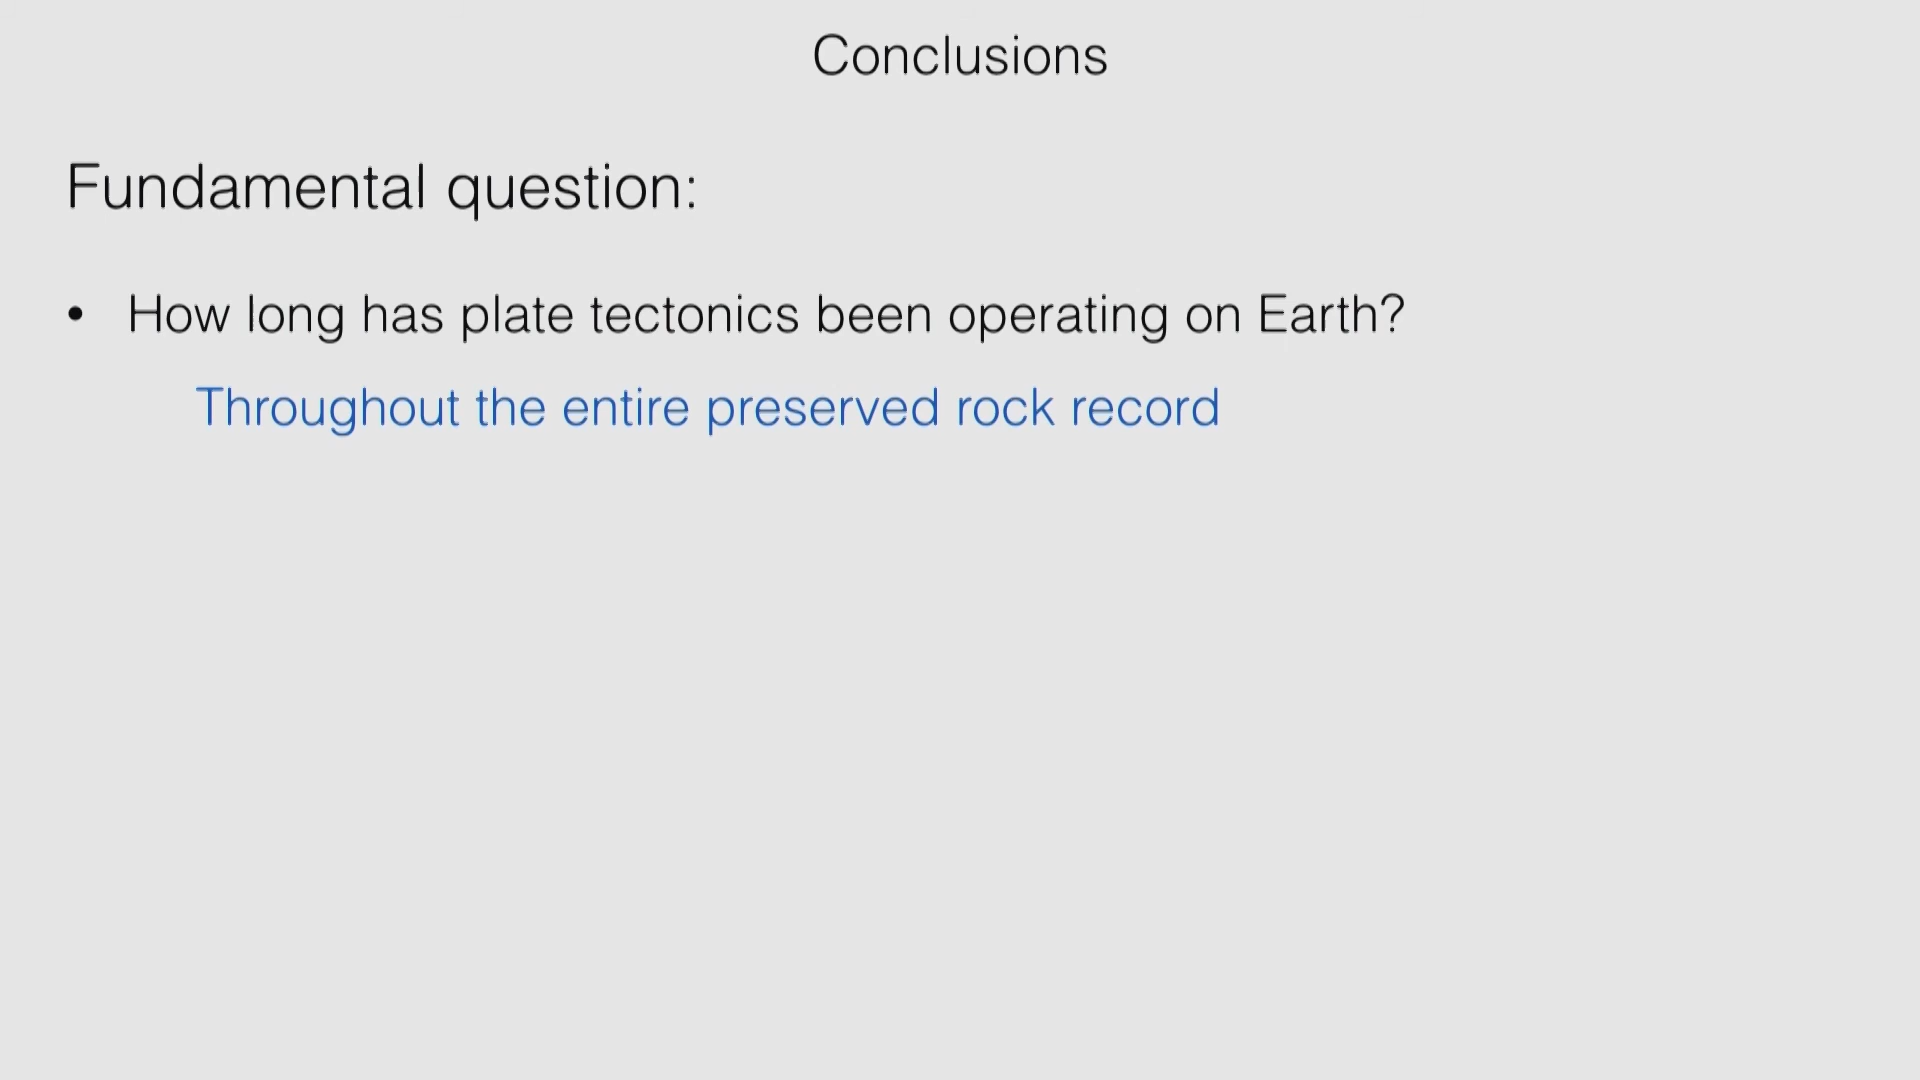 Conclusions
Fundamental question:
• How long has plate tectonics been operating on Earth?
Throughout the entire preserved rock record